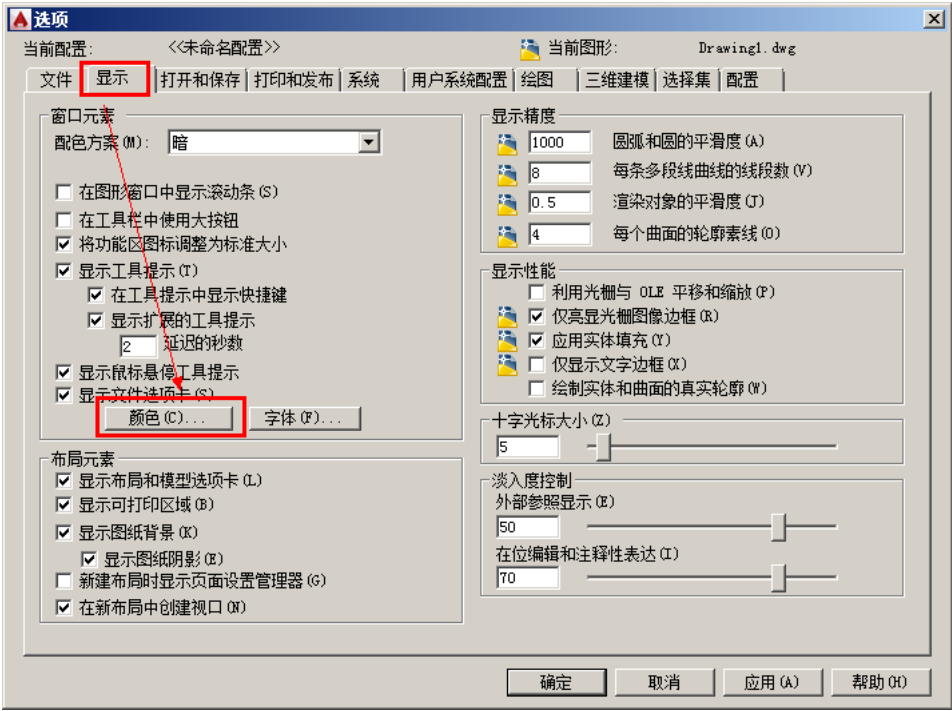 选项
当前配置: <<未命名配置>> 当前图形: Drawing1.dwg
文件 显示 打开和保存 打印和发布 系统 用户系统配置 绘图 三维建模 选择集 配置
窗口元素
配色方案(M): 暗
在图形窗口中显示滚动条(S)
在工具栏中使用大按钮
将功能区图标调整为标准大小
显示工具提示(T)
在工具提示中显示快捷键
显示扩展的工具提示
2 延迟的秒数
显示鼠标悬停工具提示
显示文件选项卡(S)
颜色(C)... 字体(F)...
布局元素
显示布局和模型选项卡(L)
显示可打印区域(B)
显示图纸背景(K)
显示图纸阴影(E)
新建布局时显示页面设置管理器(G)
在新布局中创建视口(N)
显示精度
1000 圆弧和圆的平滑度(A)
8 每条多段线曲线的线段数(V)
0.5 渲染对象的平滑度(J)
4 每个曲面的轮廓素线(O)
显示性能
利用光栅与 OLE 平移和缩放(P)
仅亮显光栅图像边框(R)
应用实体填充(Y)
仅显示文字边框(X)
绘制实体和曲面的真实轮廓(W)
十字光标大小(Z)
5
淡入度控制
外部参照显示(E)
50
在位编辑和注释性表达(I)
70
确定 取消 应用(A) 帮助(H)